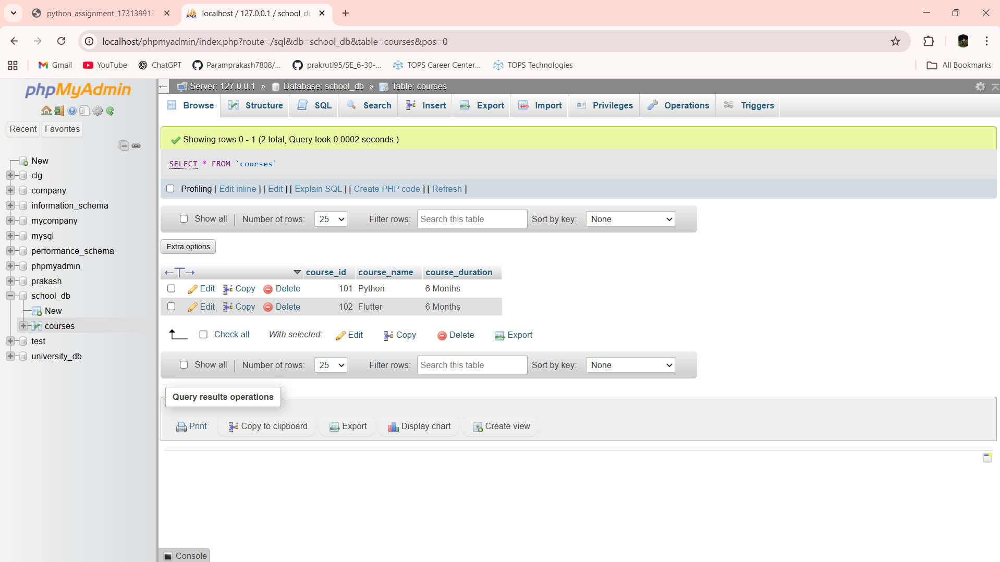 python_assignment_173139913
localhost / 127.0.0.1 / school_db
localhost/phpmyadmin/index.php?route=/sql&db=school_db&table=courses&pos=0
Gmail YouTube ChatGPT Paramprakash7808/... prakruti95/SE_6-30-... TOPS Career Center... TOPS Technologies All Bookmarks
phpMyAdmin
Recent Favorites
New
clg
company
information_schema
mycompany
mysql
performance_schema
phpmyadmin
prakash
school_db
New
courses
test
university_db
Server: 127.0.0.1 » Database: school_db » Table: courses
Browse Structure SQL Search Insert Export Import Privileges Operations Triggers
Showing rows 0 - 1 (2 total, Query took 0.0002 seconds.)
SELECT * FROM `courses`
Profiling [ Edit inline ] [ Edit ] [ Explain SQL ] [ Create PHP code ] [ Refresh ]
Show all Number of rows: 25 Filter rows: Search this table Sort by key: None
Extra options
←T→ course_id course_name course_duration
Edit Copy Delete 101 Python 6 Months
Edit Copy Delete 102 Flutter 6 Months
Check all With selected: Edit Copy Delete Export
Show all Number of rows: 25 Filter rows: Search this table Sort by key: None
Query results operations
Print Copy to clipboard Export Display chart Create view
Console